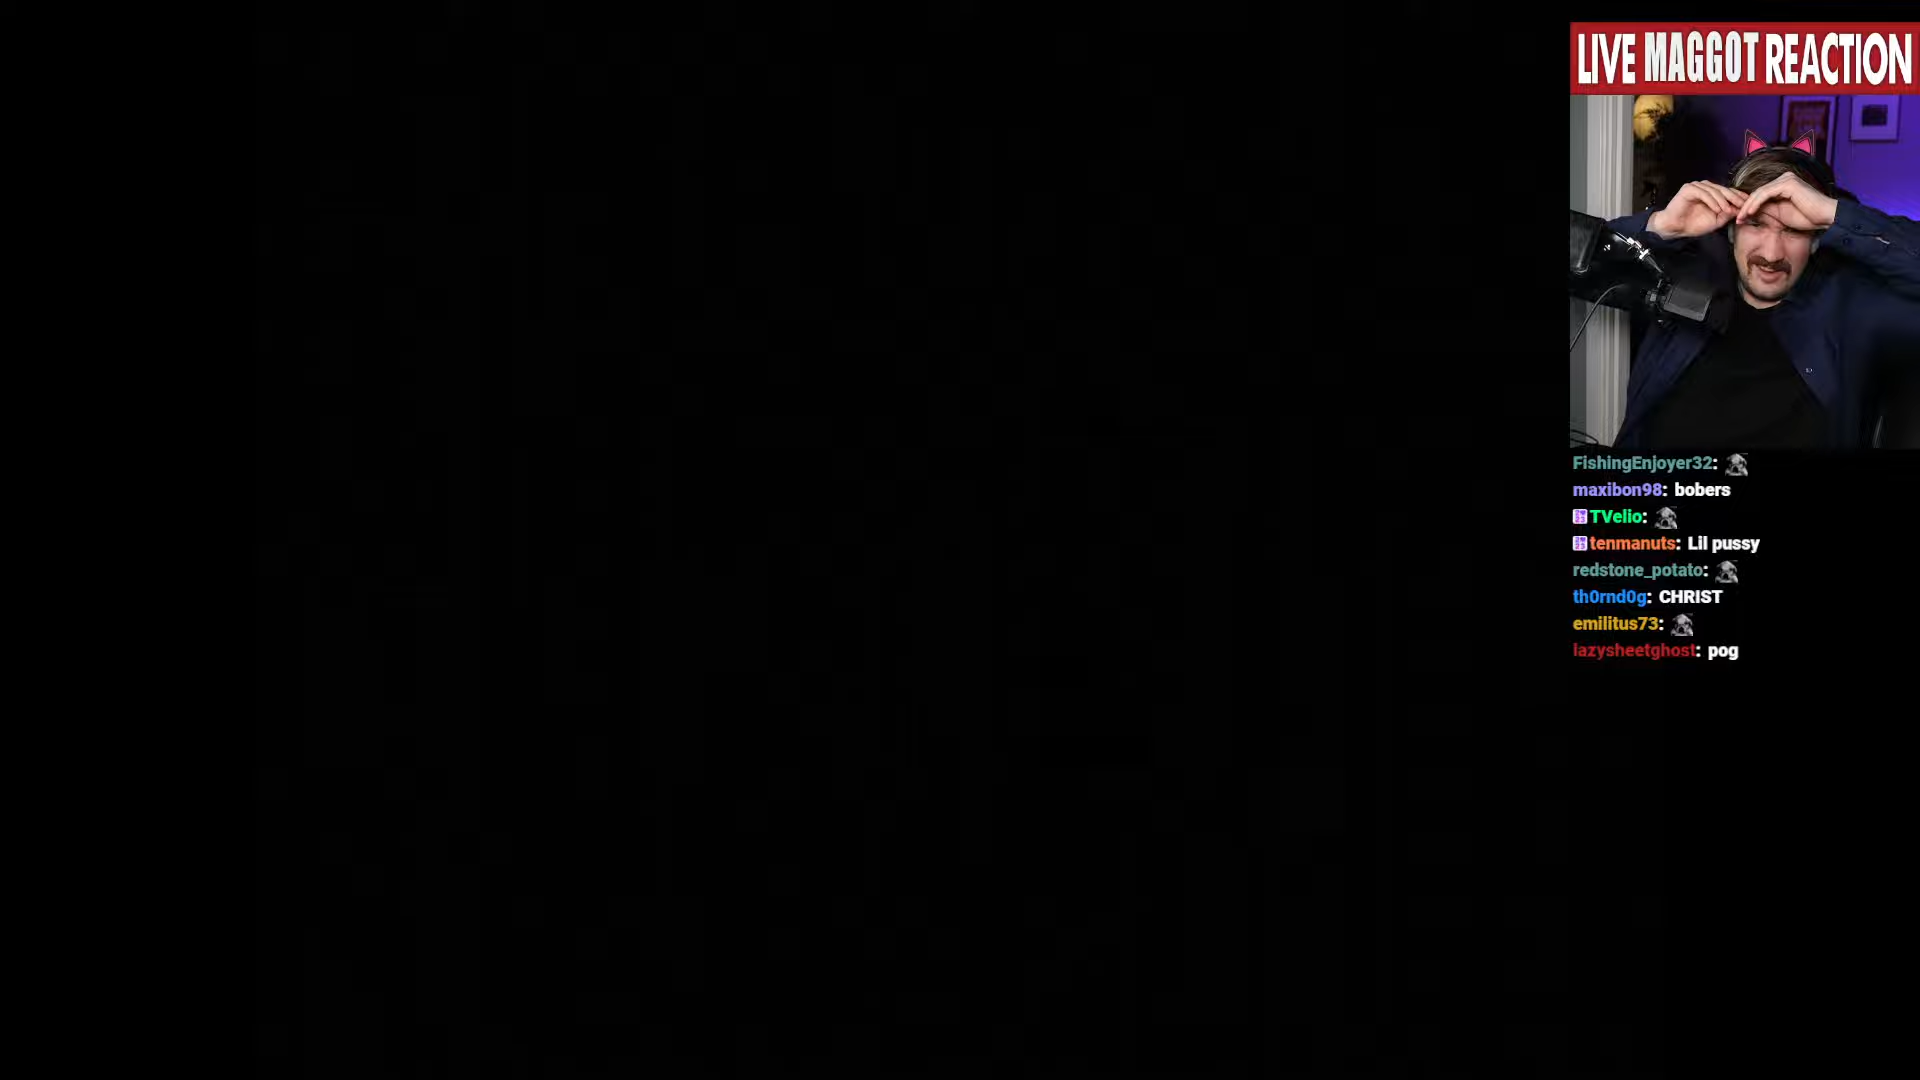 LIVE MAGGOT REACTION
FishingEnjoyer32:
maxibon98: bobers
TVelio:
tenmanuts: Lil pussy
redstone_potato:
th0rnd0g: CHRIST
emilitus73:
lazysheetghost: pog